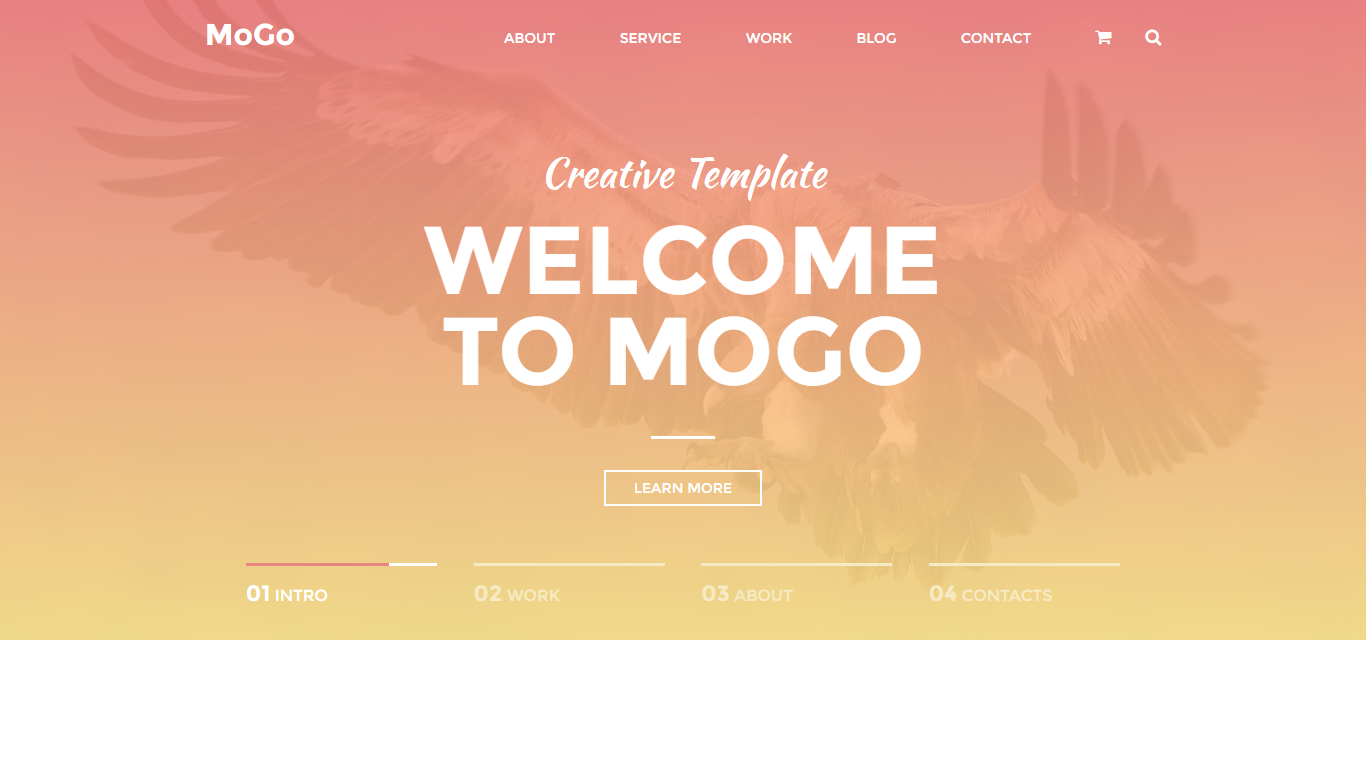 MoGo
ABOUT SERVICE WORK BLOG CONTACT
Creative Template
WELCOME
TO MOGO
LEARN MORE
01 INTRO
02 WORK
03 ABOUT
04 CONTACTS